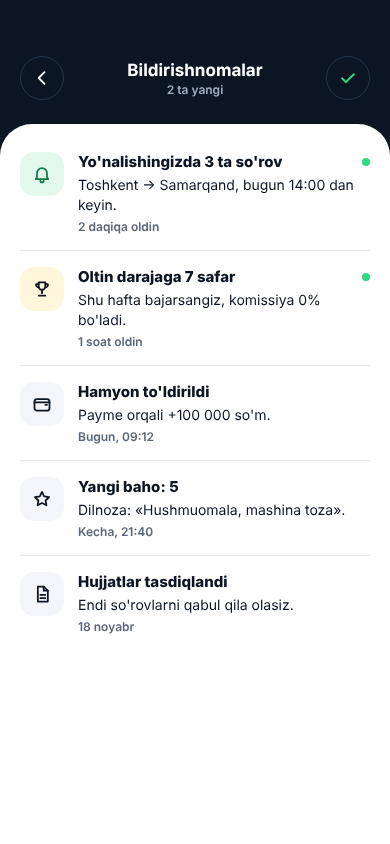 Bildirishnomalar
2 ta yangi
Yo'nalishingizda 3 ta so'rov
Toshkent → Samarqand, bugun 14:00 dan
keyin.
2 daqiqa oldin
Oltin darajaga 7 safar
Shu hafta bajarsangiz, komissiya 0%
bo'ladi.
1 soat oldin
Hamyon to'ldirildi
Payme orqali +100 000 so'm.
Bugun, 09:12
Yangi baho: 5
Dilnoza: «Hushmuomala, mashina toza».
Kecha, 21:40
Hujjatlar tasdiqlandi
Endi so'rovlarni qabul qila olasiz.
18 noyabr